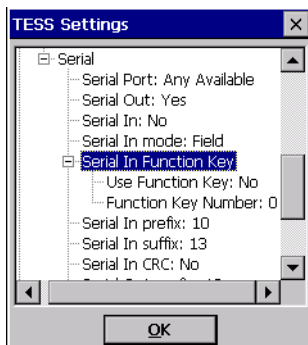 TESS Settings
Serial
Serial Port: Any Available
Serial Out: Yes
Serial In: No
Serial In mode: Field
Serial In Function Key
Use Function Key: No
Function Key Number: 0
Serial In prefix: 10
Serial In suffix: 13
Serial In CRC: No
OK